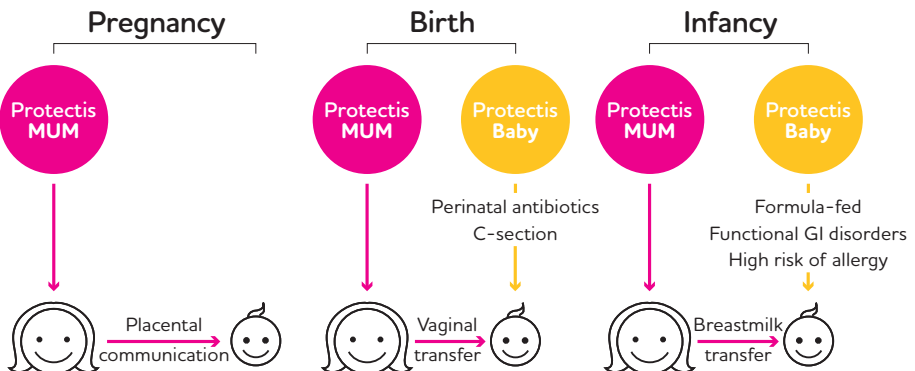 Pregnancy
Birth
Infancy
Protectis
MUM
Protectis
MUM
Protectis
Baby
Protectis
MUM
Protectis
Baby
Perinatal antibiotics
C-section
Formula-fed
Functional GI disorders
High risk of allergy
Placental
communication
Vaginal
transfer
Breastmilk
transfer